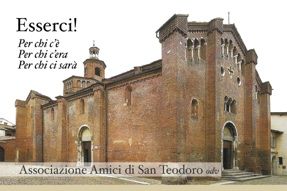 Esserci!
Per chi c'è
Per chi c'era
Per chi ci sarà
Associazione Amici di San Teodoro odv